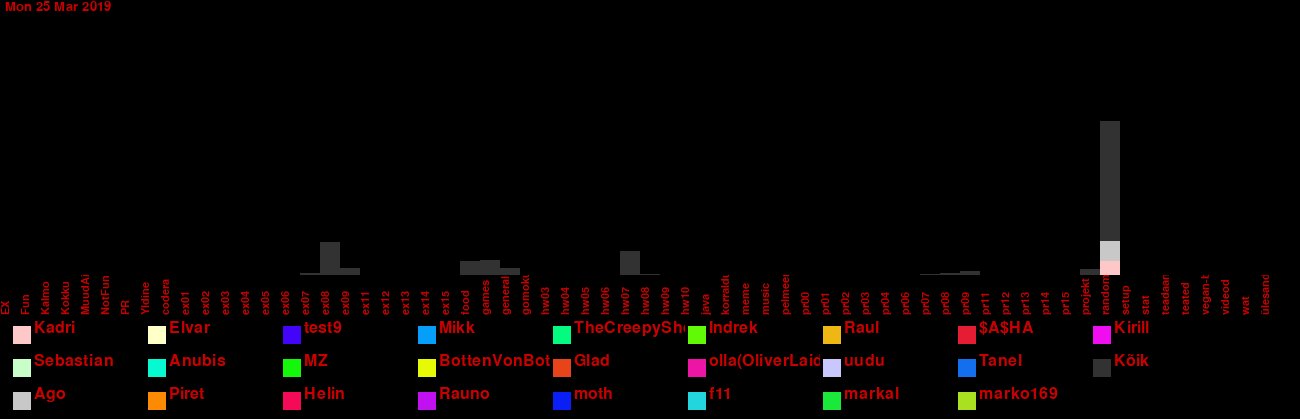 Mon 25 Mar 2019
EX Fun Kalmo Kokku MuudAi NotFun PR Yldine codera ex01 ex02 ex03 ex04 ex05 ex06 ex07 ex08 ex09 ex11 ex12 ex13 ex14 ex15 food games general gomoku hw03 hw04 hw05 hw06 hw07 hw08 hw09 hw10 java korraldu meme music pelmeen pr00 pr01 pr02 pr03 pr04 pr06 pr07 pr08 pr09 pr11 pr12 pr13 pr14 pr15 projekt random setup stat teadaan teated vegan-t videod wat ülesand
Kadri Elvar test9 Mikk TheCreepySh Indrek Raul $A$HA Kirill
Sebastian Anubis MZ BottenVonBot Glad olla(OliverLaid uudu Tanel Kõik
Ago Piret Helin Rauno moth f11 markal marko169